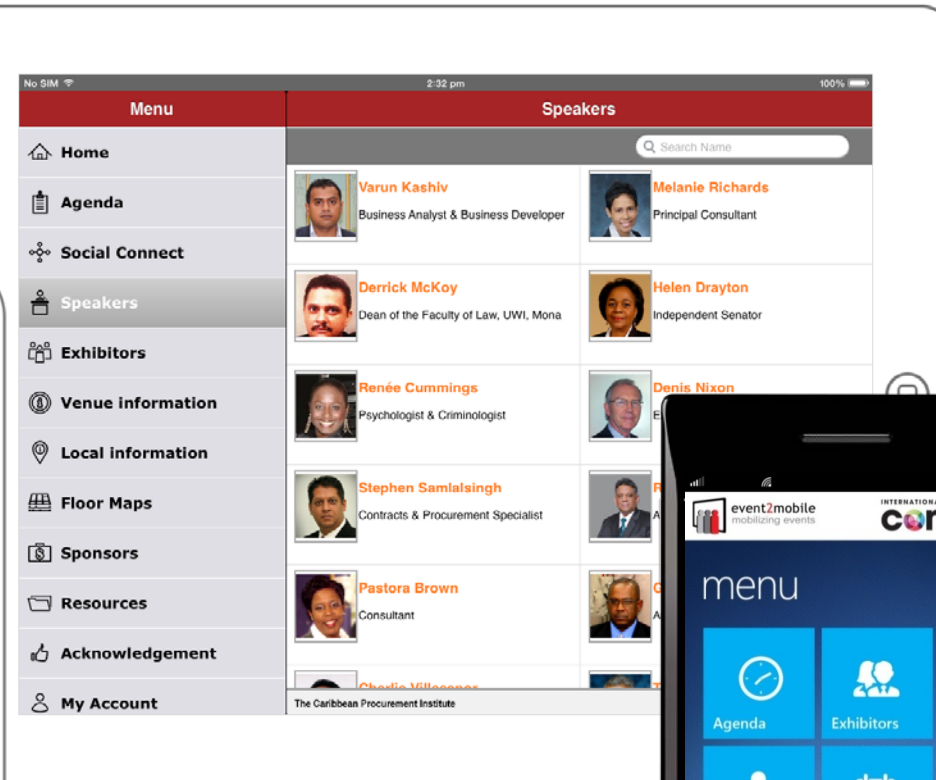 No SIM 2:32 pm 100%
Menu
Speakers
Search Name
Home
Agenda
Social Connect
Speakers
Exhibitors
Venue information
Local information
Floor Maps
Sponsors
Resources
Acknowledgement
My Account
Varun Kashiv
Business Analyst & Business Developer
Melanie Richards
Principal Consultant
Derrick McKoy
Dean of the Faculty of Law, UWI, Mona
Helen Drayton
Independent Senator
Renée Cummings
Psychologist & Criminologist
Denis Nixon
Stephen Samlalsingh
Contracts & Procurement Specialist
Pastora Brown
Consultant
The Caribbean Procurement Institute
event2mobile
mobilizing events
menu
Agenda
Exhibitors